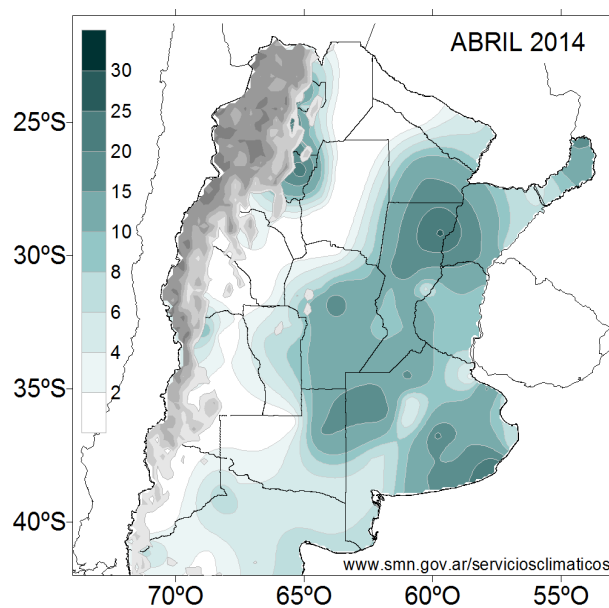 ABRIL 2014
30
25
20
15
10
8
6
4
2
25ºS
30ºS
35ºS
40ºS
www.smn.gov.ar/serviciosclimaticos
70ºO
65ºO
60ºO
55ºO